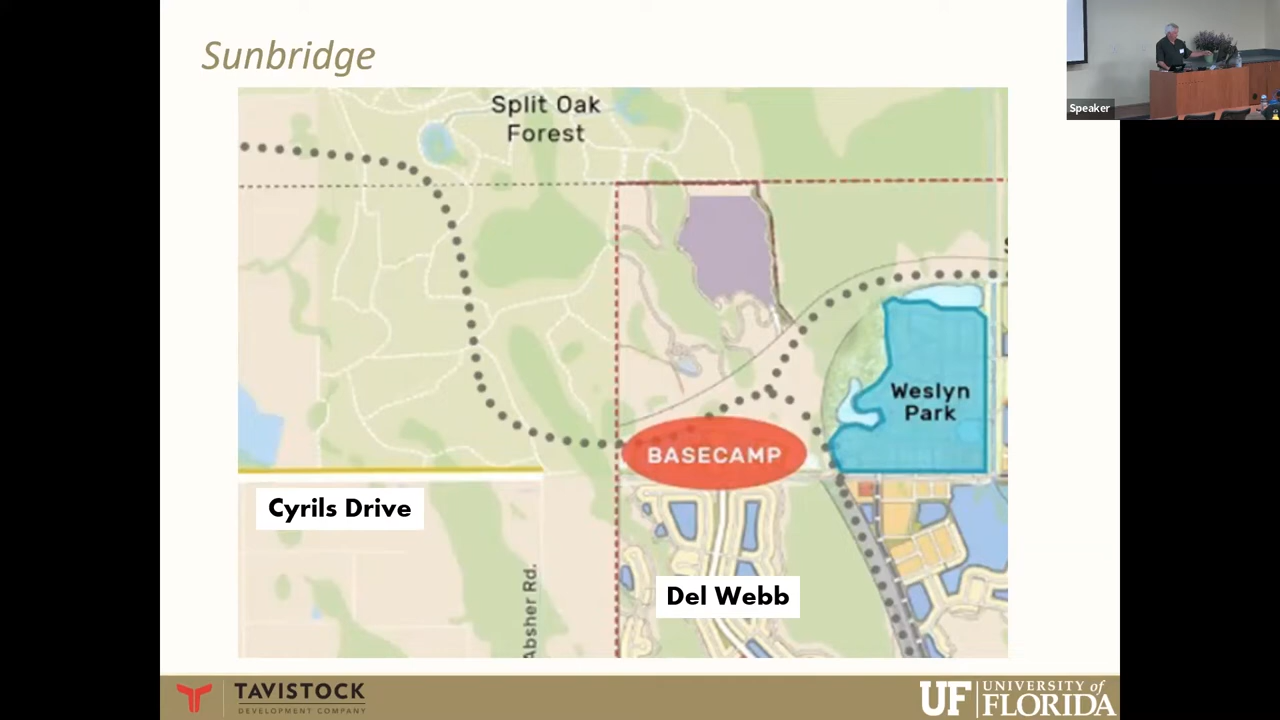 Sunbridge
Speaker
Split Oak
Forest
Weslyn
Park
BASECAMP
Cyrils Drive
Del Webb
Absher Rd.
TAVISTOCK
DEVELOPMENT COMPANY
UF UNIVERSITY of
FLORIDA